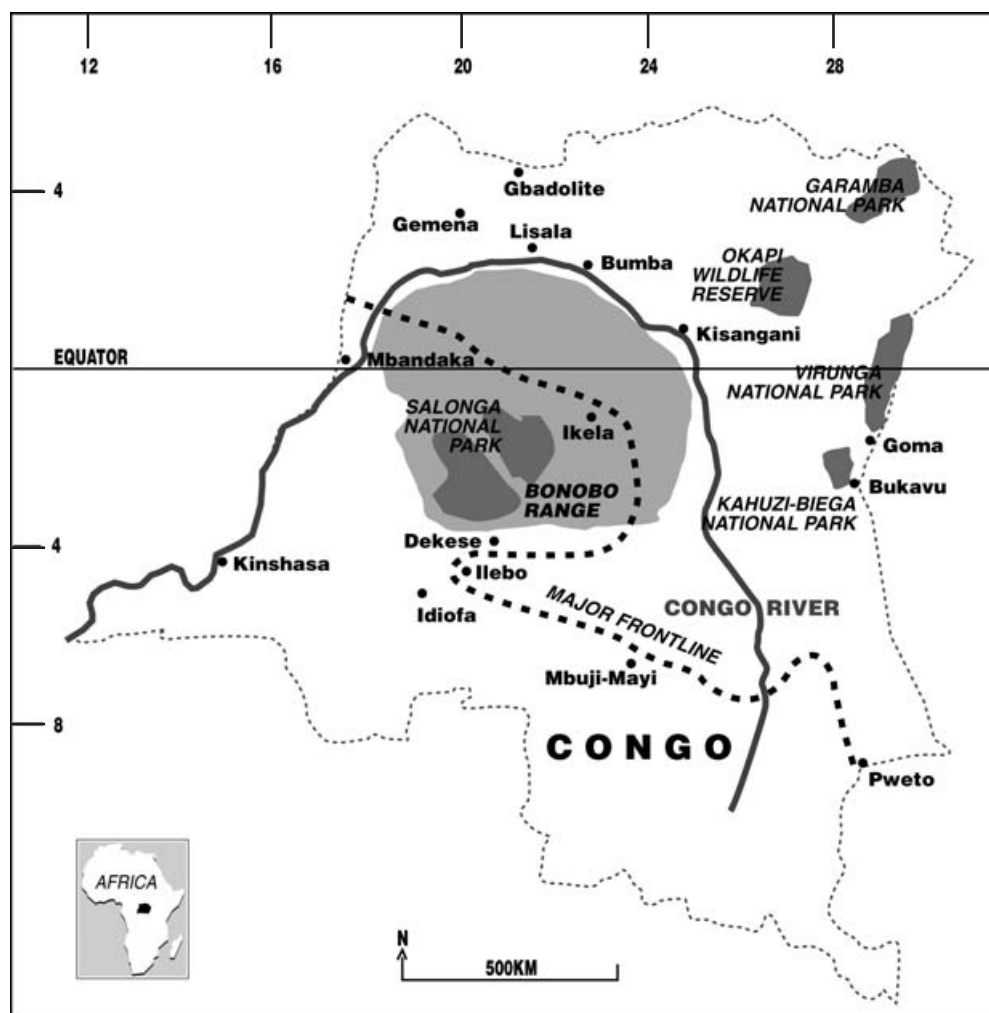 12 16 20 24 28
4
Gbadolite
GARAMBA
NATIONAL PARK
Gemena
Lisala
Bumba
OKAPI
WILDLIFE
RESERVE
Kisangani
EQUATOR
Mbandaka
VIRUNGA
NATIONAL PARK
SALONGA
NATIONAL
PARK
Ikela
Goma
BONOBO
RANGE
Bukavu
KAHUZI-BIEGA
NATIONAL PARK
4
Dekese
Kinshasa
Ilebo
Idiofa
MAJOR FRONTLINE
CONGO RIVER
Mbuji-Mayi
8
CONGO
Pweto
AFRICA
N
500KM